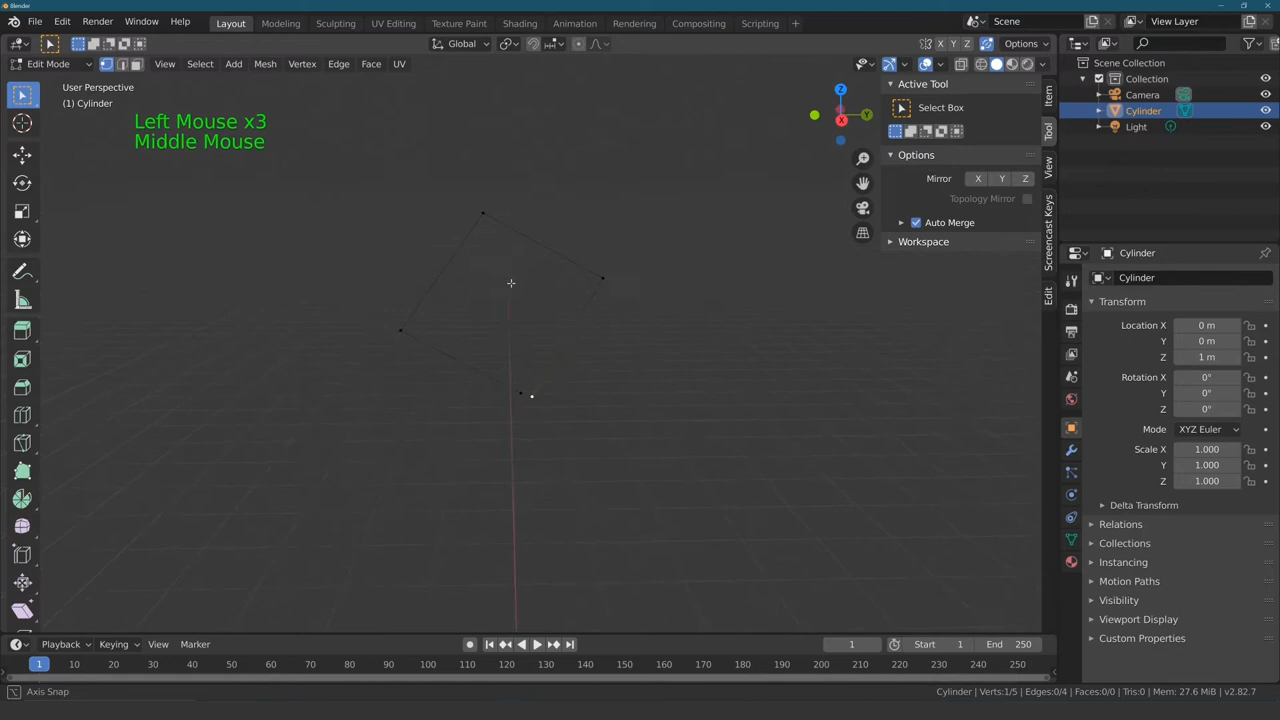 Blender
File Edit Render Window Help Layout Modeling Sculpting UV Editing Texture Paint Shading Animation Rendering Compositing Scripting + Scene View Layer
Global X Y Z Options
Edit Mode View Select Add Mesh Vertex Edge Face UV
User Perspective
(1) Cylinder
Left Mouse x3
Middle Mouse
Z
Y
X
Active Tool
Select Box
Options
Mirror X Y Z
Topology Mirror
Auto Merge
Workspace
Item
Tool
View
Screencast Keys
Edit
Scene Collection
Collection
Camera
Cylinder
Light
Cylinder
Cylinder
Transform
Location X 0 m
Y 0 m
Z 1 m
Rotation X 0°
Y 0°
Z 0°
Mode XYZ Euler
Scale X 1.000
Y 1.000
Z 1.000
Delta Transform
Relations
Collections
Instancing
Motion Paths
Visibility
Viewport Display
Custom Properties
Playback Keying View Marker 1 Start 1 End 250
1 10 20 30 40 50 60 70 80 90 100 110 120 130 140 150 160 170 180 190 200 210 220 230 240 250
Axis Snap Cylinder | Verts:1/5 | Edges:0/4 | Faces:0/0 | Tris:0 | Mem: 27.6 MiB | v2.82.7